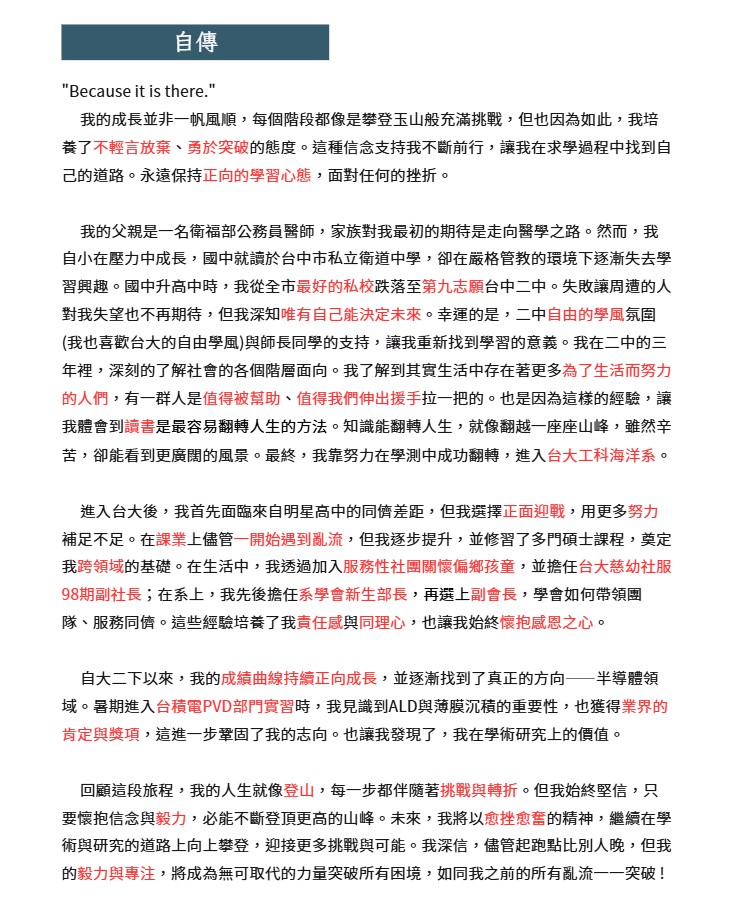 自傳
"Because it is there."
我的成長並非一帆風順，每個階段都像是攀登玉山般充滿挑戰，但也因為如此，我培
養了不輕言放棄、勇於突破的態度。這種信念支持我不斷前行，讓我在求學過程中找到自
己的道路。永遠保持正向的學習心態，面對任何的挫折。
我的父親是一名衛福部公務員醫師，家族對我最初的期待是走向醫學之路。然而，我
自小在壓力中成長，國中就讀於台中市私立衛道中學，卻在嚴格管教的環境下逐漸失去學
習興趣。國中升高中時，我從全市最好的私校跌落至第九志願台中二中。失敗讓周遭的人
對我失望也不再期待，但我深知唯有自己能決定未來。幸運的是，二中自由的學風氛圍
(我也喜歡台大的自由學風)與師長同學的支持，讓我重新找到學習的意義。我在二中的三
年裡，深刻的了解社會的各個階層面向。我了解到其實生活中存在著更多為了生活而努力
的人們，有一群人是值得被幫助、值得我們伸出援手拉一把的。也是因為這樣的經驗，讓
我體會到讀書是最容易翻轉人生的方法。知識能翻轉人生，就像翻越一座座山峰，雖然辛
苦，卻能看到更廣闊的風景。最終，我靠努力在學測中成功翻轉，進入台大工科海洋系。
進入台大後，我首先面臨來自明星高中的同儕差距，但我選擇正面迎戰，用更多努力
補足不足。在課業上儘管一開始遇到亂流，但我逐步提升，並修習了多門碩士課程，奠定
我跨領域的基礎。在生活中，我透過加入服務性社團關懷偏鄉孩童，並擔任台大慈幼社服
98期副社長；在系上，我先後擔任系學會新生部長，再選上副會長，學會如何帶領團
隊、服務同儕。這些經驗培養了我責任感與同理心，也讓我始終懷抱感恩之心。
自大二下以來，我的成績曲線持續正向成長，並逐漸找到了真正的方向——半導體領
域。暑期進入台積電PVD部門實習時，我見識到ALD與薄膜沉積的重要性，也獲得業界的
肯定與獎項，這進一步鞏固了我的志向。也讓我發現了，我在學術研究上的價值。
回顧這段旅程，我的人生就像登山，每一步都伴隨著挑戰與轉折。但我始終堅信，只
要懷抱信念與毅力，必能不斷登頂更高的山峰。未來，我將以愈挫愈奮的精神，繼續在學
術與研究的道路上向上攀登，迎接更多挑戰與可能。我深信，儘管起跑點比別人晚，但我
的毅力與專注，將成為無可取代的力量突破所有困境，如同我之前的所有亂流一一突破！